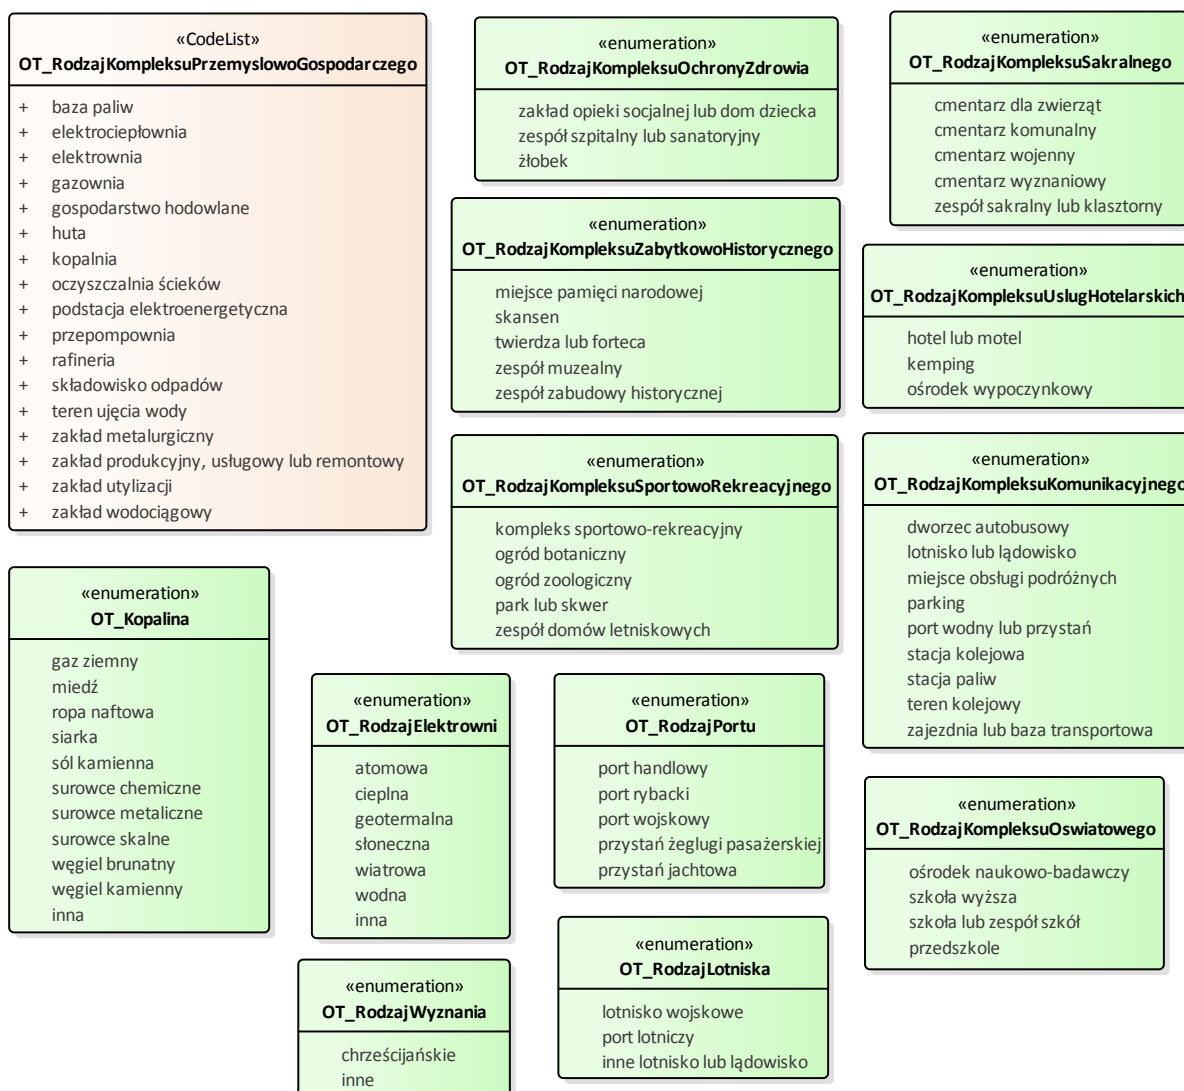 «CodeList»
OT_RodzajKompleksuPrzemyslowoGospodarczego
+ baza paliw
+ elektrociepłownia
+ elektrownia
+ gazownia
+ gospodarstwo hodowlane
+ huta
+ kopalnia
+ oczyszczalnia ścieków
+ podstacja elektroenergetyczna
+ przepompownia
+ rafineria
+ składowisko odpadów
+ teren ujęcia wody
+ zakład metalurgiczny
+ zakład produkcyjny, usługowy lub remontowy
+ zakład utylizacji
+ zakład wodociągowy
«enumeration»
OT_RodzajKompleksuOchronyZdrowia
zakład opieki socjalnej lub dom dziecka
zespół szpitalny lub sanatoryjny
żłobek
«enumeration»
OT_RodzajKompleksuSakralnego
cmentarz dla zwierząt
cmentarz komunalny
cmentarz wojenny
cmentarz wyznaniowy
zespół sakralny lub klasztorny
«enumeration»
OT_RodzajKompleksuZabytkowoHistorycznego
miejsce pamięci narodowej
skansen
twierdza lub forteca
zespół muzealny
zespół zabudowy historycznej
«enumeration»
OT_RodzajKompleksuUslugHotelarskich
hotel lub motel
kemping
ośrodek wypoczynkowy
«enumeration»
OT_RodzajKompleksuSportowoRekreacyjnego
kompleks sportowo-rekreacyjny
ogród botaniczny
ogród zoologiczny
park lub skwer
zespół domów letniskowych
«enumeration»
OT_RodzajKompleksuKomunikacyjnego
dworzec autobusowy
lotnisko lub lądowisko
miejsce obsługi podróżnych
parking
port wodny lub przystań
stacja kolejowa
stacja paliw
teren kolejowy
zajezdnia lub baza transportowa
«enumeration»
OT_Kopalina
gaz ziemny
miedź
ropa naftowa
siarka
sól kamienna
surowce chemiczne
surowce metaliczne
surowce skalne
węgiel brunatny
węgiel kamienny
inna
«enumeration»
OT_RodzajElektrowni
atomowa
cieplna
geotermalna
słoneczna
wiatrowa
wodna
inna
«enumeration»
OT_RodzajPortu
port handlowy
port rybacki
port wojskowy
przystań żeglugi pasażerskiej
przystań jachtowa
«enumeration»
OT_RodzajKompleksuOswiatowego
ośrodek naukowo-badawczy
szkoła wyższa
szkoła lub zespół szkół
przedszkole
«enumeration»
OT_RodzajWyznania
chrześcijańskie
inne
«enumeration»
OT_RodzajLotniska
lotnisko wojskowe
port lotniczy
inne lotnisko lub lądowisko